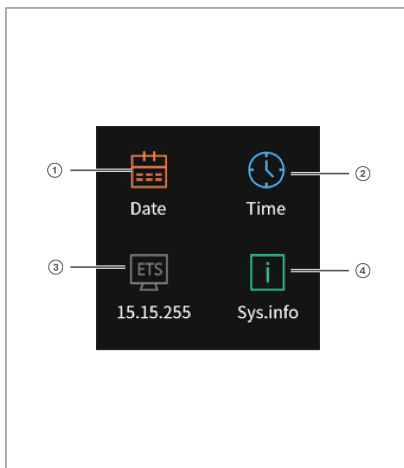 ① ②
Date Time
③ ETS ④
15.15.255 Sys.info